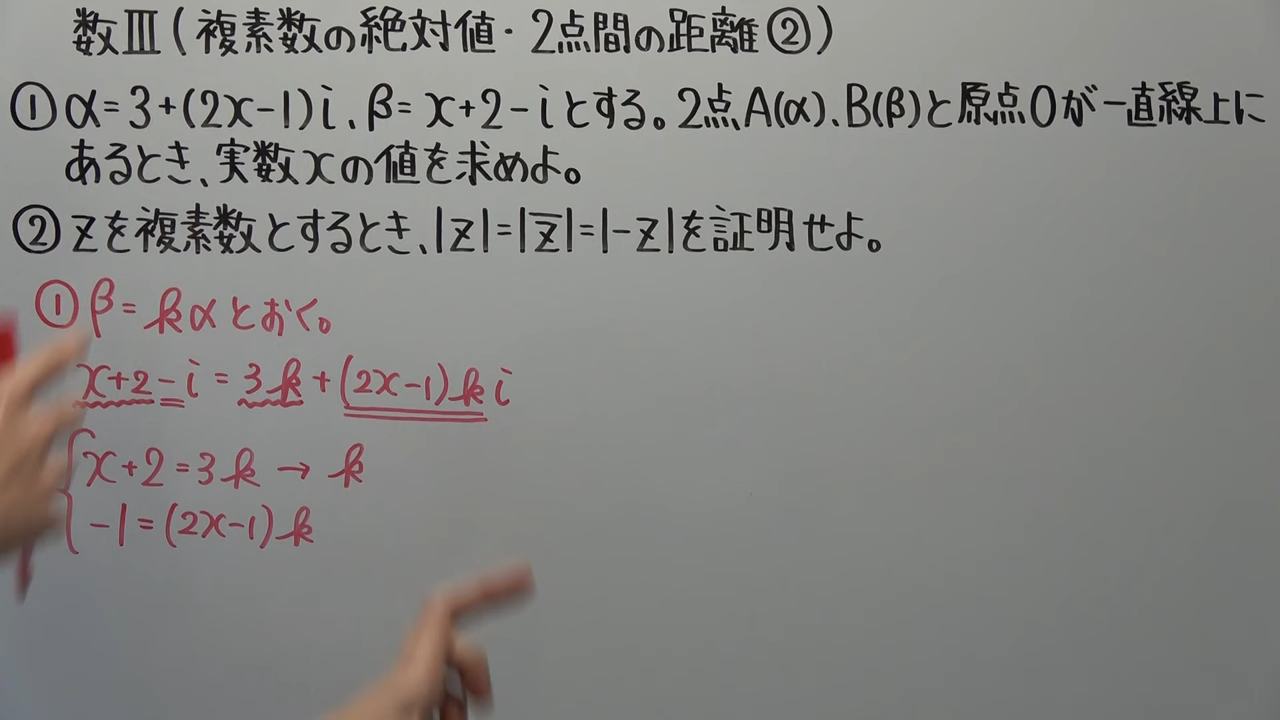 数Ⅲ(複素数の絶対値・2点間の距離②)
①α=3+(2x-1)i、β=x+2-iとする。2点A(α)、B(β)と原点Oが一直線上に
あるとき、実数xの値を求めよ。
②zを複素数とするとき、|z|=|z̅|=|-z|を証明せよ。
①β=kαとおく。
x+2-i=3k+(2x-1)ki
x+2=3k→k
-1=(2x-1)k